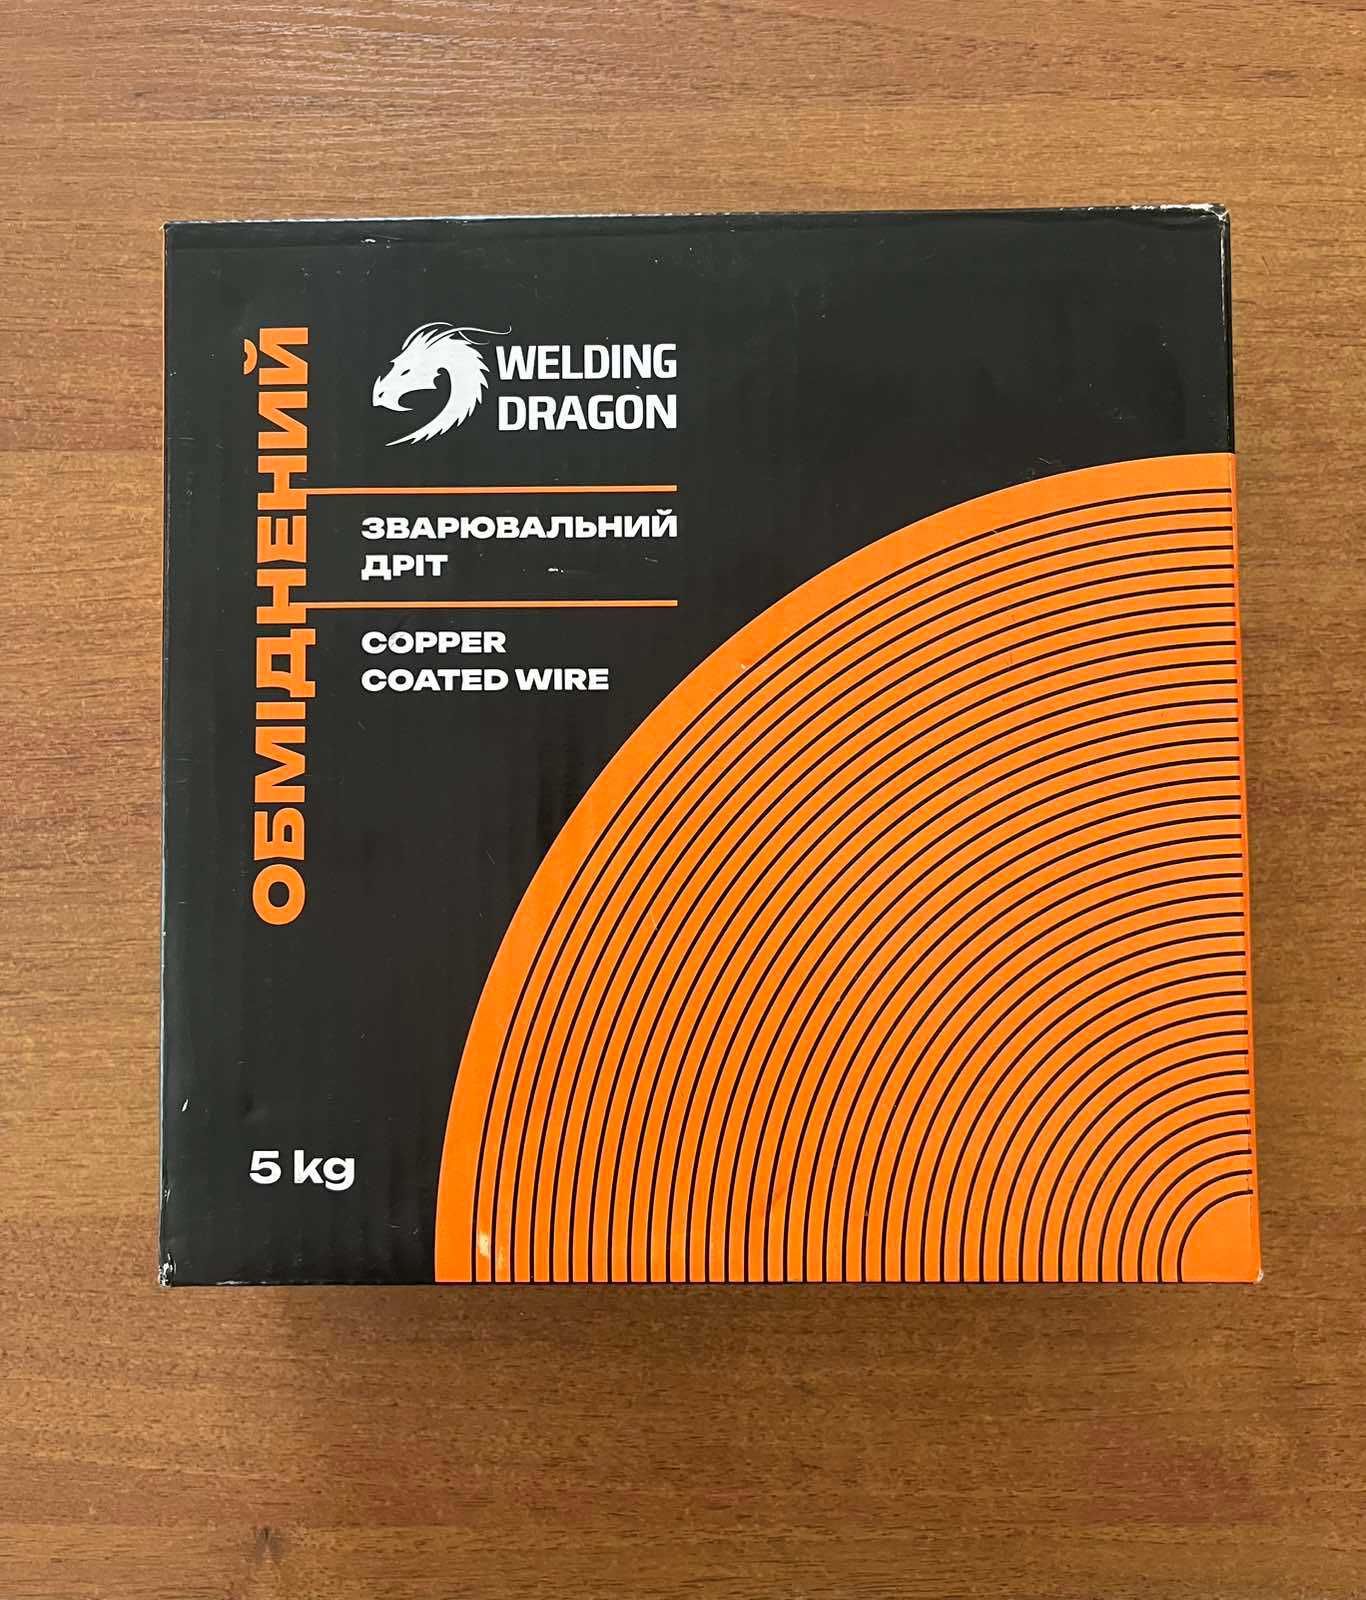 ОБМІДНЕНИЙ
WELDING
DRAGON
ЗВАРЮВАЛЬНИЙ
ДРІТ
COPPER
COATED WIRE
5 kg